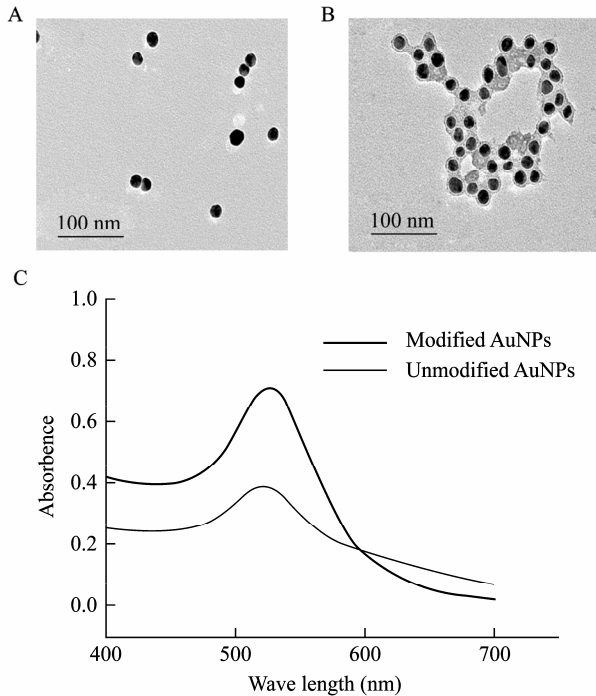 A
B
100 nm
100 nm
C
1.0
0.8
0.6
0.4
0.2
0.0
Absorbence
Modified AuNPs
Unmodified AuNPs
400
500
600
700
Wave length (nm)